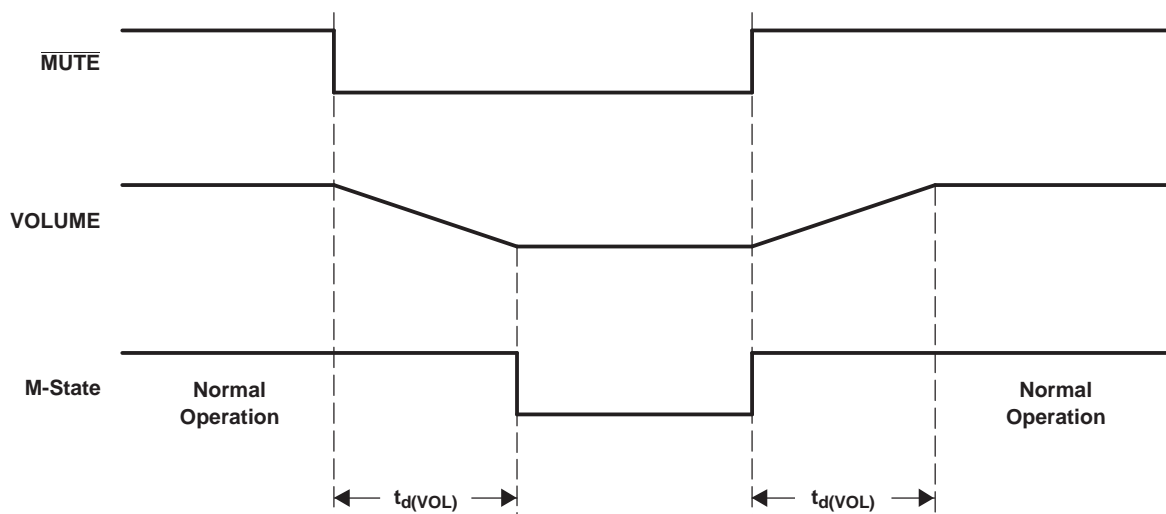 MUTE
VOLUME
M-State
Normal
Operation
Normal
Operation
td(VOL)
td(VOL)